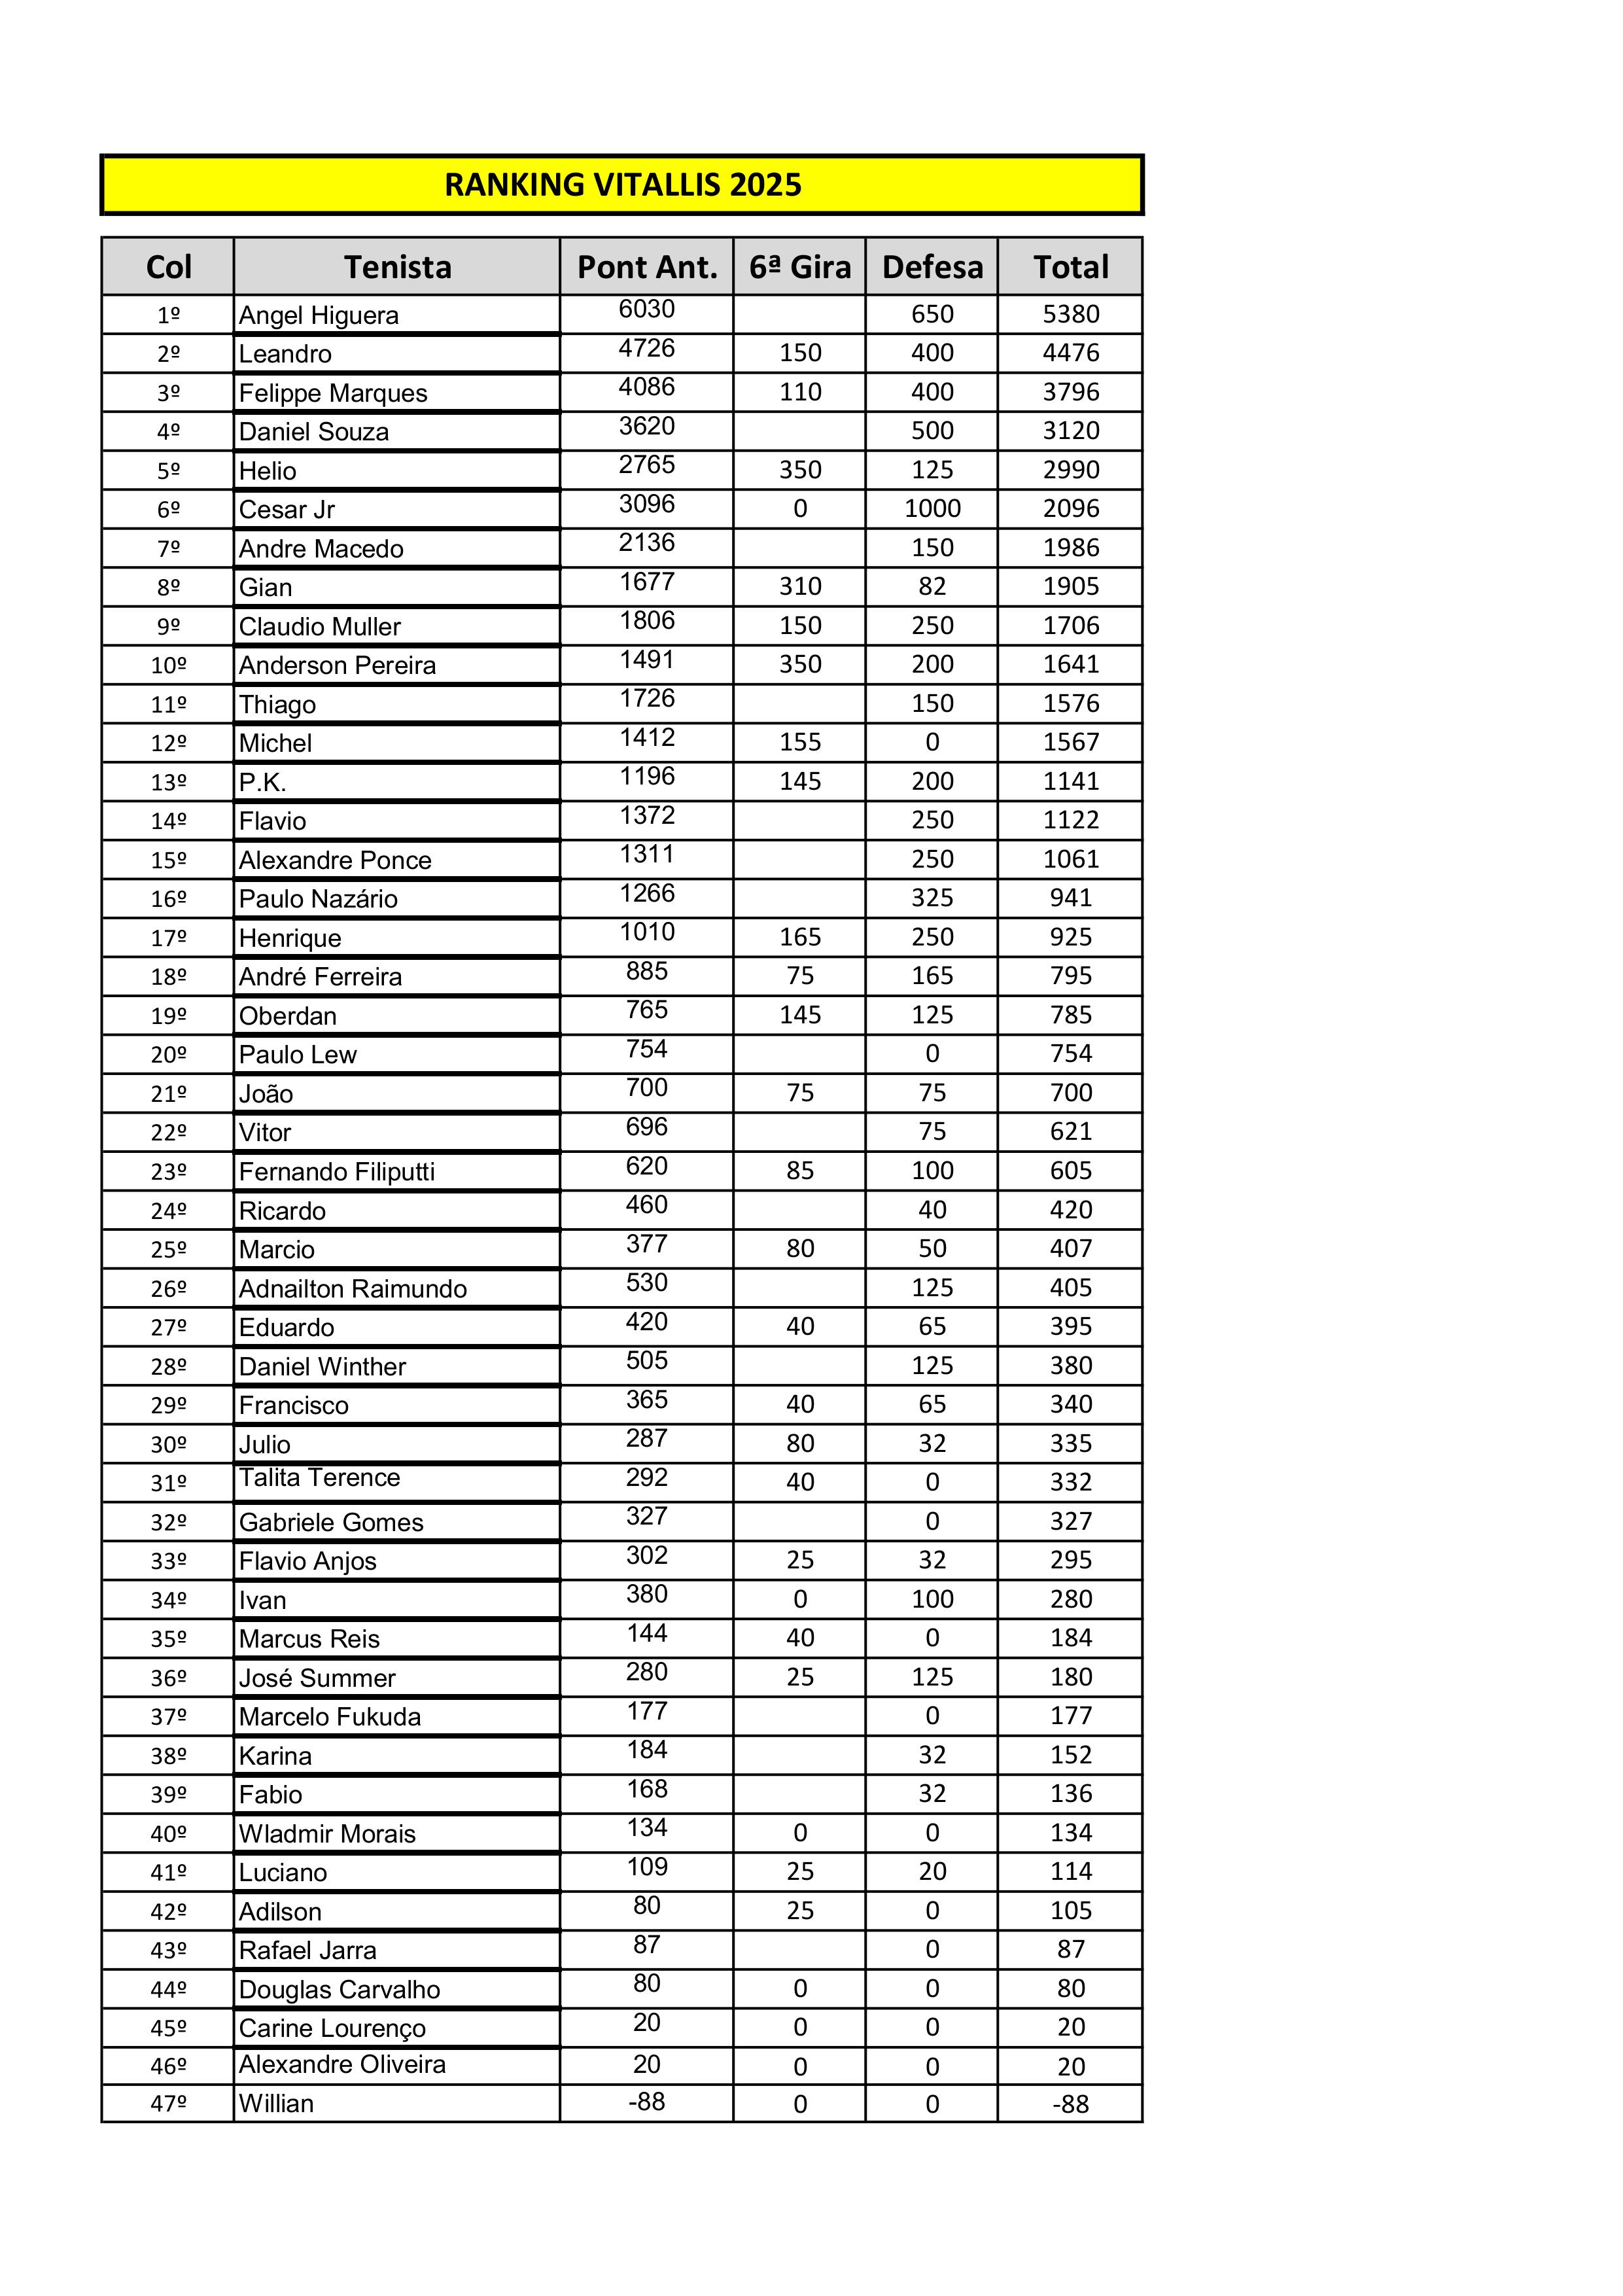 RANKING VITALLIS 2025
Col Tenista Pont Ant. 6ª Gira Defesa Total
1º Angel Higuera 6030 650 5380
2º Leandro 4726 150 400 4476
3º Felippe Marques 4086 110 400 3796
4º Daniel Souza 3620 500 3120
5º Helio 2765 350 125 2990
6º Cesar Jr 3096 0 1000 2096
7º Andre Macedo 2136 150 1986
8º Gian 1677 310 82 1905
9º Claudio Muller 1806 150 250 1706
10º Anderson Pereira 1491 350 200 1641
11º Thiago 1726 150 1576
12º Michel 1412 155 0 1567
13º P.K. 1196 145 200 1141
14º Flavio 1372 250 1122
15º Alexandre Ponce 1311 250 1061
16º Paulo Nazário 1266 325 941
17º Henrique 1010 165 250 925
18º André Ferreira 885 75 165 795
19º Oberdan 765 145 125 785
20º Paulo Lew 754 0 754
21º João 700 75 75 700
22º Vitor 696 75 621
23º Fernando Filiputti 620 85 100 605
24º Ricardo 460 40 420
25º Marcio 377 80 50 407
26º Adnailton Raimundo 530 125 405
27º Eduardo 420 40 65 395
28º Daniel Winther 505 125 380
29º Francisco 365 40 65 340
30º Julio 287 80 32 335
31º Talita Terence 292 40 0 332
32º Gabriele Gomes 327 0 327
33º Flavio Anjos 302 25 32 295
34º Ivan 380 0 100 280
35º Marcus Reis 144 40 0 184
36º José Summer 280 25 125 180
37º Marcelo Fukuda 177 0 177
38º Karina 184 32 152
39º Fabio 168 32 136
40º Wladmir Morais 134 0 0 134
41º Luciano 109 25 20 114
42º Adilson 80 25 0 105
43º Rafael Jarra 87 0 87
44º Douglas Carvalho 80 0 0 80
45º Carine Lourenço 20 0 0 20
46º Alexandre Oliveira 20 0 0 20
47º Willian -88 0 0 -88